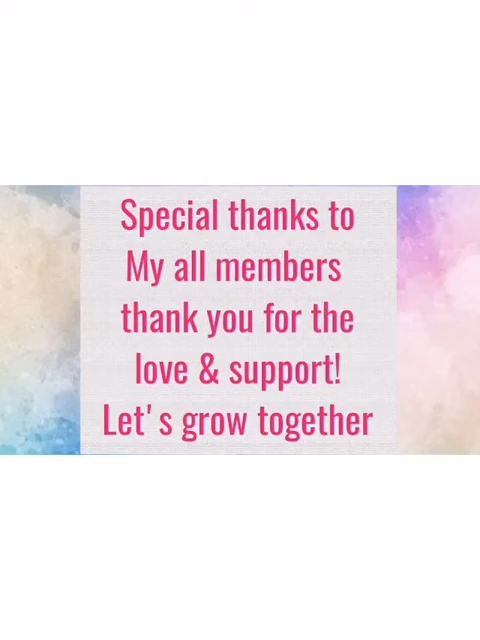 Special thanks to
My all members
thank you for the
love & support!
Let's grow together